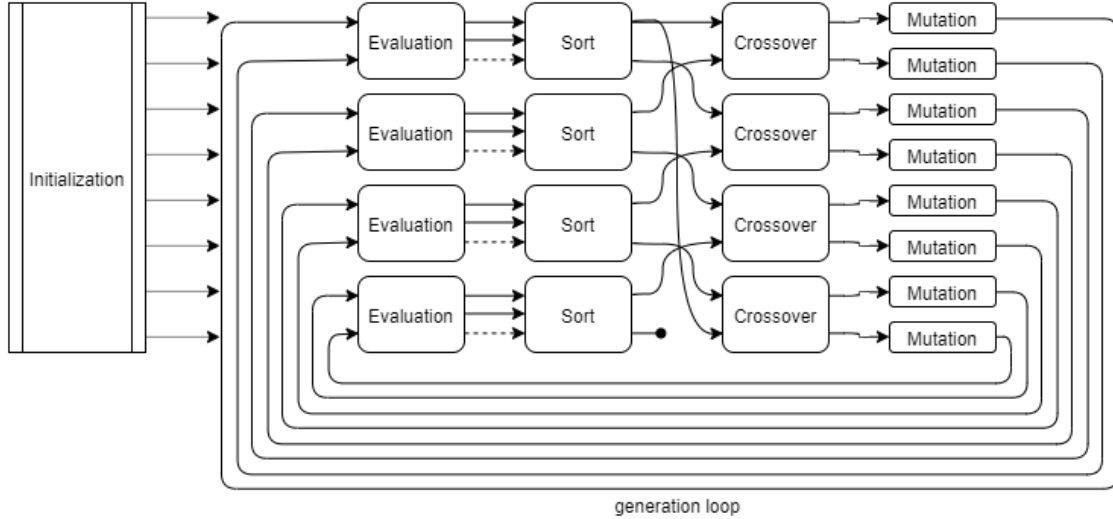 Initialization
Evaluation
Sort
Crossover
Mutation
Mutation
Evaluation
Sort
Crossover
Mutation
Mutation
Evaluation
Sort
Crossover
Mutation
Mutation
Evaluation
Sort
Crossover
Mutation
Mutation
generation loop